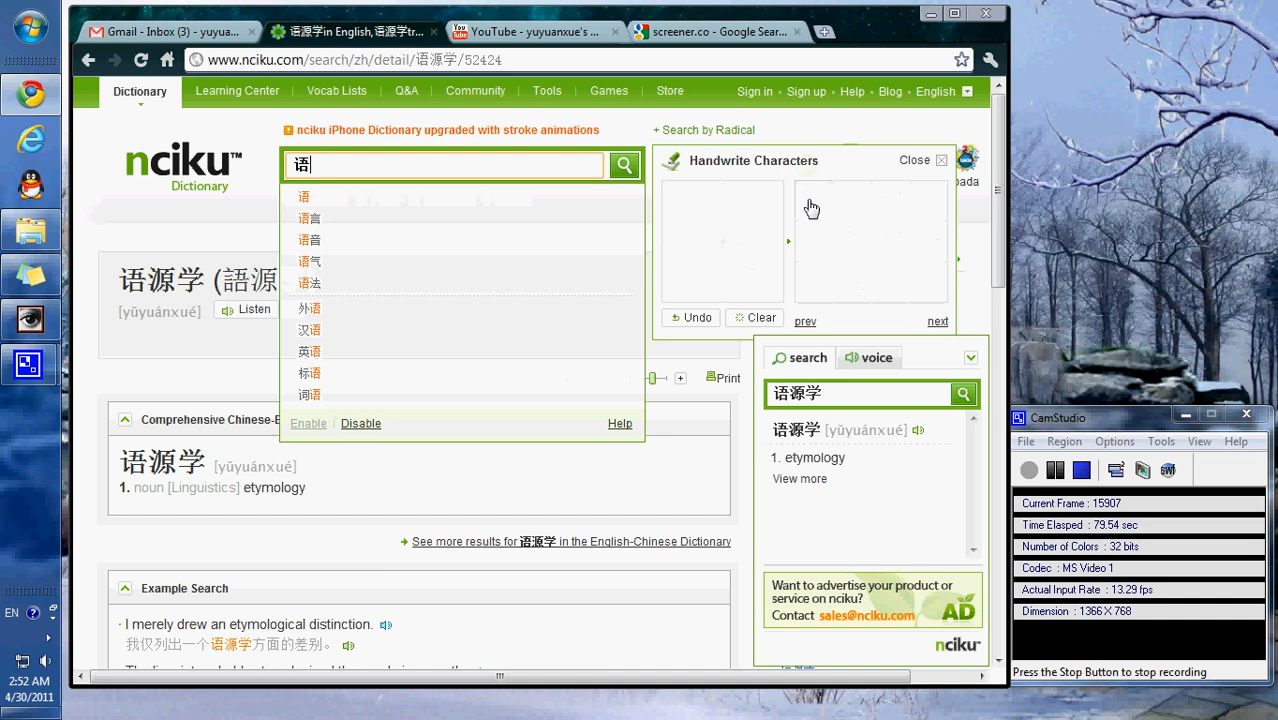 Gmail - Inbox (3) - yuyua...
语源学in English,语源学tr...
YouTube - yuyuanxue's ...
screener.co - Google Sear...
www.nciku.com/search/zh/detail/语源学/52424
Dictionary
Learning Center
Vocab Lists
Q&A
Community
Tools
Games
Store
Sign in
Sign up
Help
Blog
English
nciku iPhone Dictionary upgraded with stroke animations
+ Search by Radical
nciku™
Dictionary
语
Handwrite Characters
Close
语
语言
语音
语气
语法
外语
汉语
英语
标语
词语
Enable
Disable
Help
Undo
Clear
prev
next
语源学 (語源
[yǔyuánxué]
Listen
Print
search
voice
语源学
语源学 [yǔyuánxué]
1. etymology
View more
Comprehensive Chinese-E
语源学 [yǔyuánxué]
1. noun [Linguistics] etymology
See more results for 语源学 in the English-Chinese Dictionary
Example Search
· I merely drew an etymological distinction.
我仅列出一个语源学方面的差别。
Want to advertise your product or
service on nciku?
Contact sales@nciku.com
AD
nciku™
CamStudio
File
Region
Options
Tools
View
Help
Current Frame : 15907
Time Elasped : 79.54 sec
Number of Colors : 32 bits
Codec : MS Video 1
Actual Input Rate : 13.29 fps
Dimension : 1366 X 768
Press the Stop Button to stop recording
EN
2:52 AM
4/30/2011